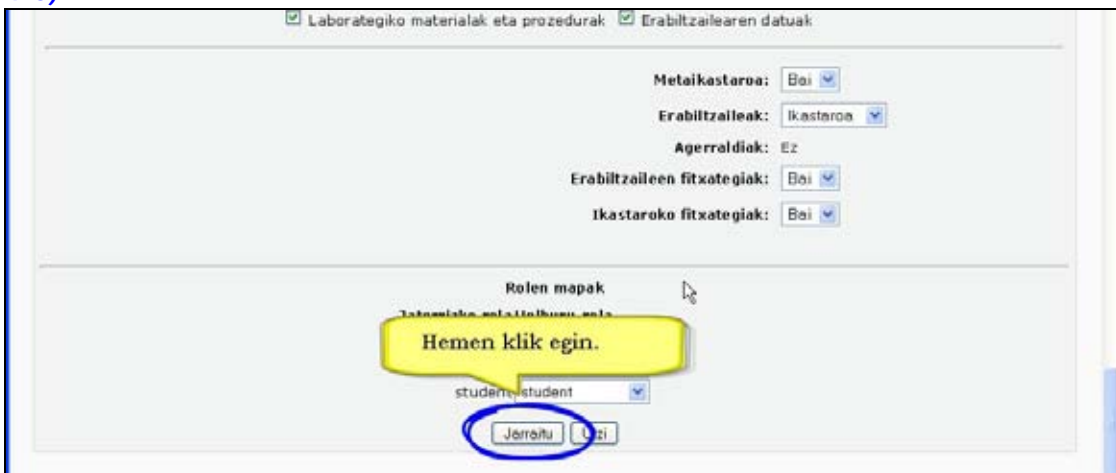 Laborategiko materialak eta prozedurak Erabiltzailearen datuak
Metaikastaroa: Bai
Erabiltzaileak: Ikastaroa
Agerraldiak: Ez
Erabiltzaileen fitxategiak: Bai
Ikastaroko fitxategiak: Bai
Rolen mapak
Hemen klik egin.
student student
Jarraitu Utzi